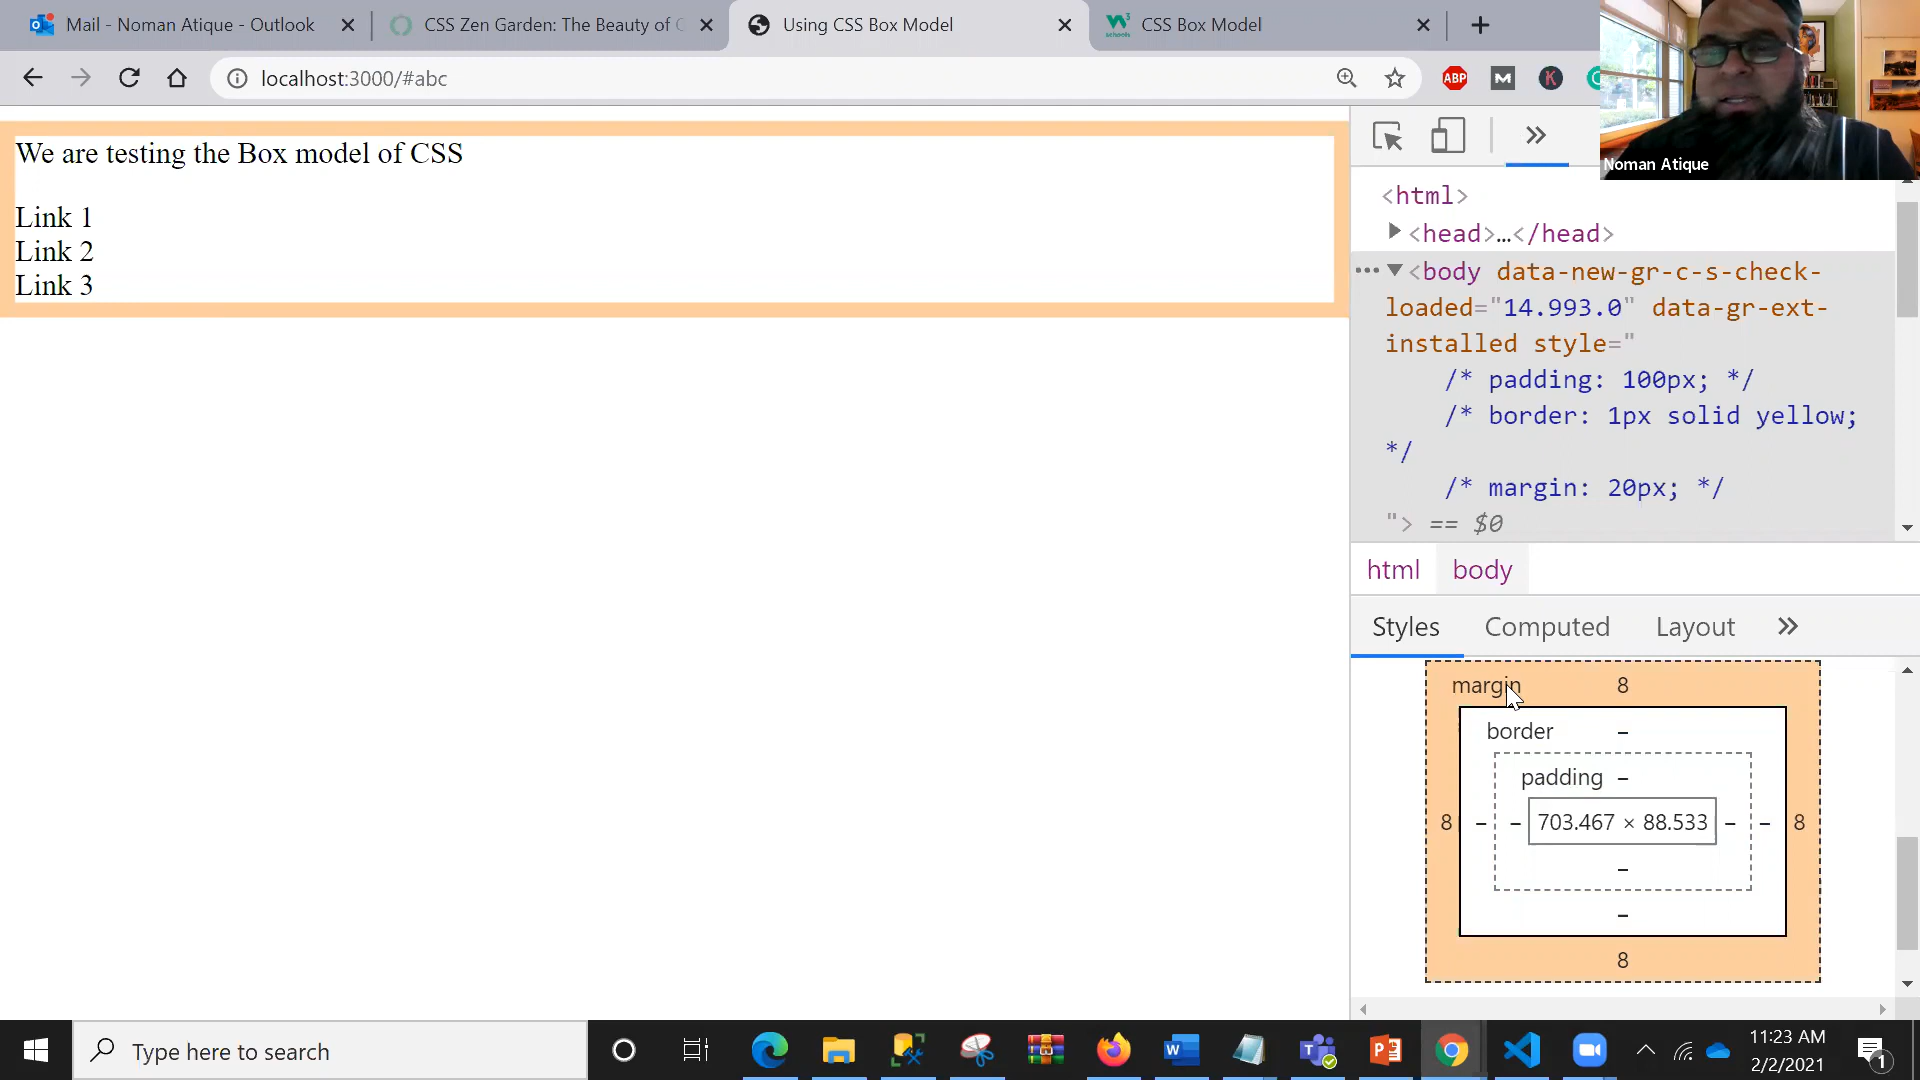 Mail - Noman Atique - Outlook
CSS Zen Garden: The Beauty of C
Using CSS Box Model
W3 schools CSS Box Model
localhost:3000/#abc
ABP
M
K
Noman Atique
We are testing the Box model of CSS
Link 1
Link 2
Link 3
<html>
<head>…</head>
<body data-new-gr-c-s-check-
loaded="14.993.0" data-gr-ext-
installed style="
/* padding: 100px; */
/* border: 1px solid yellow;
*/
/* margin: 20px; */
"> == $0
html body
Styles Computed Layout
margin 8
border –
padding –
8 – – 703.467 × 88.533 – – 8
–
–
8
Type here to search
11:23 AM
2/2/2021
1